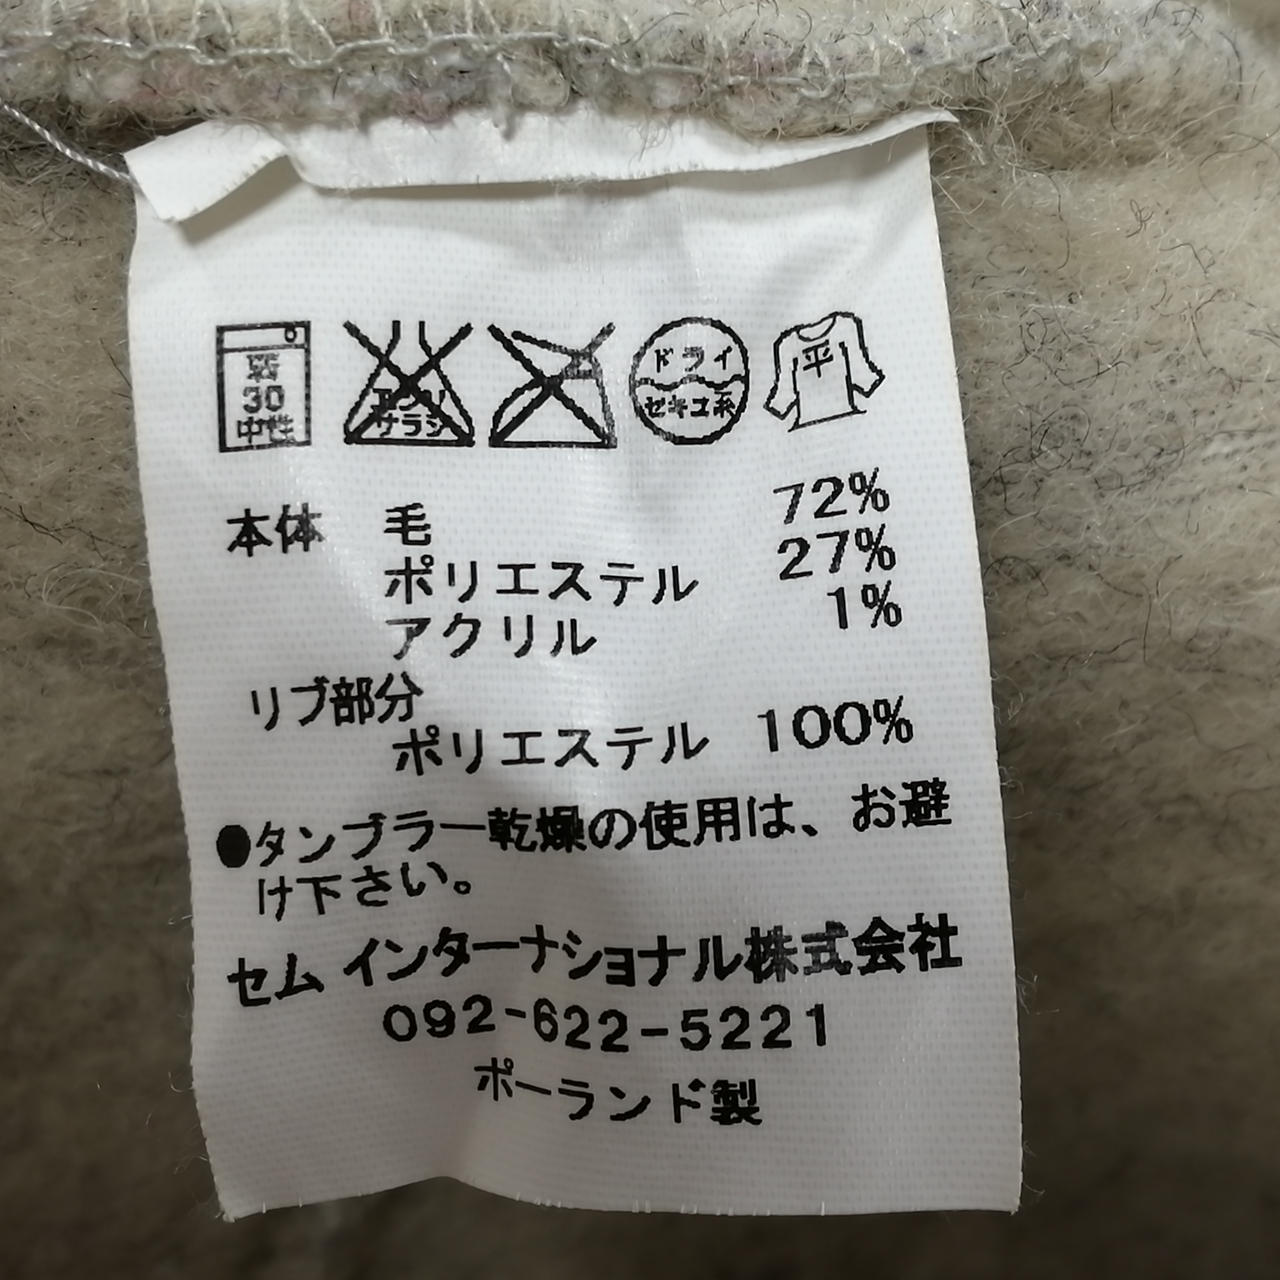 弱
30
中性
エンソ
サラシ
ドライ
セキユ系
平
本体 毛 72%
ポリエステル 27%
アクリル 1%
リブ部分
ポリエステル 100%
●タンブラー乾燥の使用は、お避
け下さい。
セム インターナショナル株式会社
092-622-5221
ポーランド製